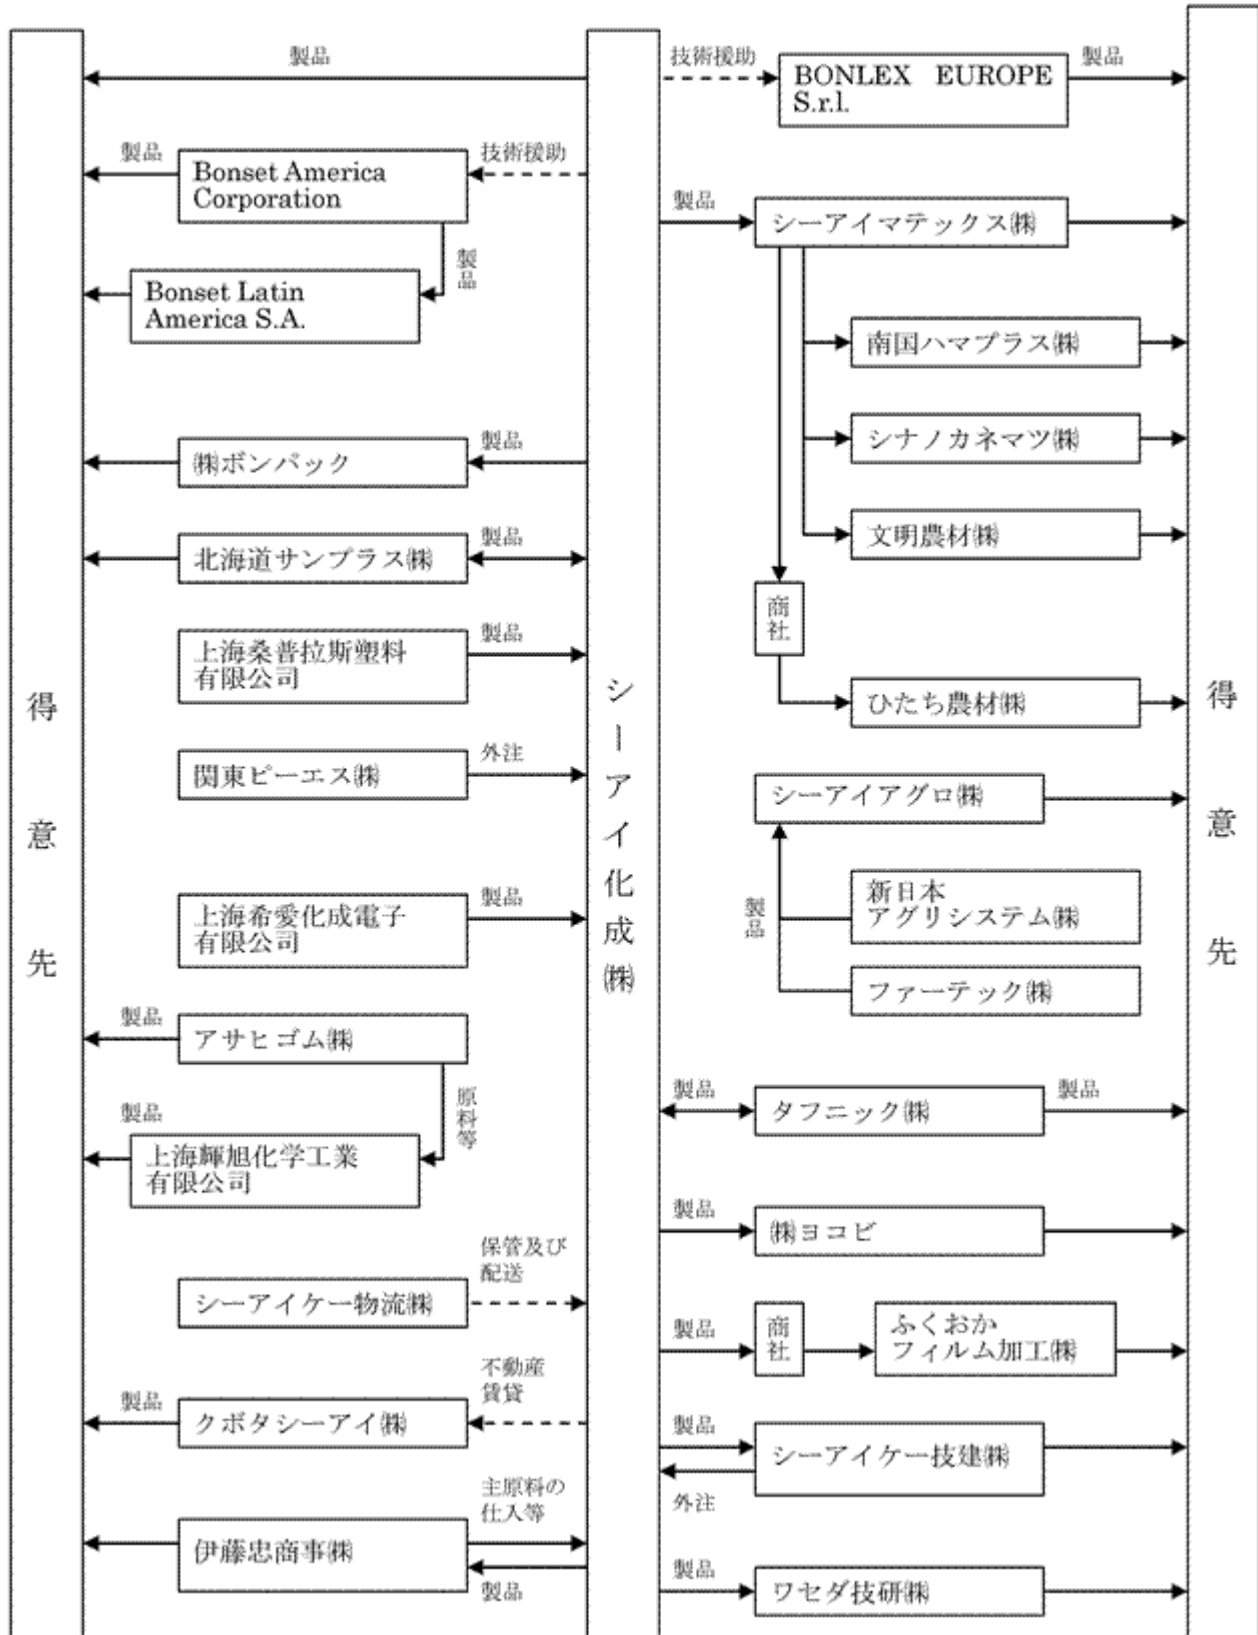 得意先
製品
製品
Bonset America
Corporation
技術援助
製品
Bonset Latin
America S.A.
㈱ボンパック
製品
北海道サンプラス㈱
製品
上海桑普拉斯塑料
有限公司
製品
関東ピーエス㈱
外注
上海希愛化成電子
有限公司
製品
製品
アサヒゴム㈱
原料等
製品
上海輝旭化学工業
有限公司
シーアイケー物流㈱
保管及び
配送
製品
クボタシーアイ㈱
不動産
賃貸
伊藤忠商事㈱
主原料の
仕入等
製品
シーアイ化成㈱
技術援助
BONLEX EUROPE
S.r.l.
製品
製品
シーアイマテックス㈱
南国ハマプラス㈱
シナノカネマツ㈱
文明農材㈱
商社
ひたち農材㈱
シーアイアグロ㈱
製品
新日本
アグリシステム㈱
ファーテック㈱
製品
タフニック㈱
製品
製品
㈱ヨコビ
製品
商社
ふくおか
フィルム加工㈱
製品
シーアイケー技建㈱
外注
製品
ワセダ技研㈱
得意先